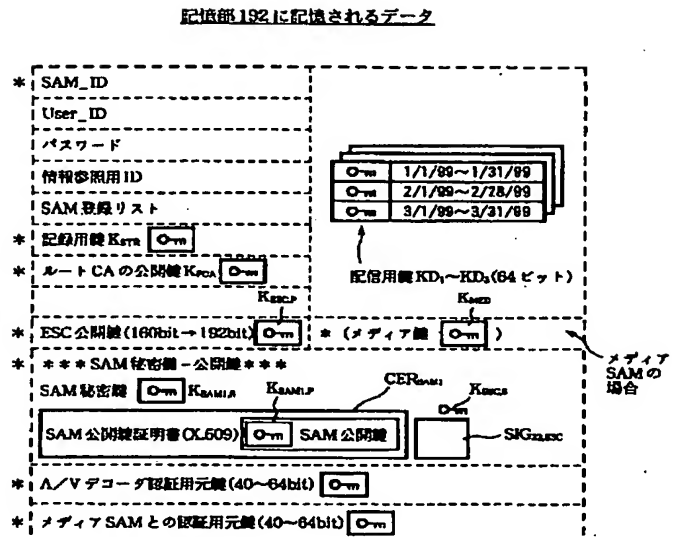 記憶部192に記憶されるデータ
* SAM_ID
User_ID
パスワード
情報参照用ID
SAM登録リスト
* 記録用鍵 KSTR
* ルートCAの公開鍵 KRCA
1/1/99〜1/31/99
2/1/99〜2/28/99
3/1/99〜3/31/99
配信用鍵KD1〜KD3(64ビット)
KESC,P
KMED
* ESC公開鍵(160bit→192bit)
* (メディア鍵 )
メディア
SAMの
場合
* ***SAM秘密鍵-公開鍵***
SAM秘密鍵 KSAM1,S
KSAM1,P
CERSAM1
KESC,S
SAM公開鍵証明書(X.509) SAM公開鍵
SIG22,ESC
* A/Vデコーダ認証用元鍵(40〜64bit)
* メディアSAMとの認証用元鍵(40〜64bit)